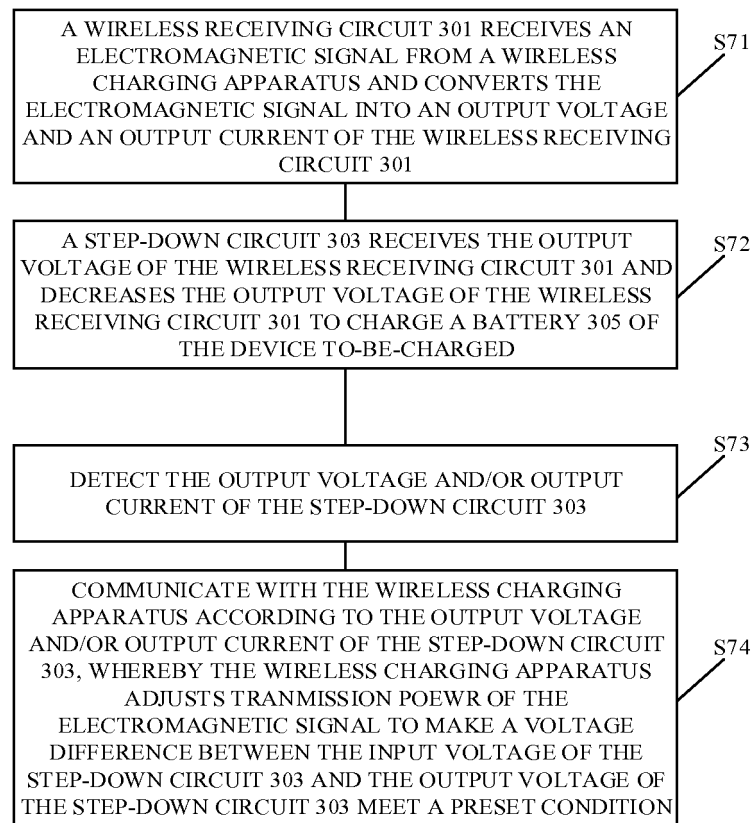 A WIRELESS RECEIVING CIRCUIT 301 RECEIVES AN
ELECTROMAGNETIC SIGNAL FROM A WIRELESS
CHARGING APPARATUS AND CONVERTS THE
ELECTROMAGNETIC SIGNAL INTO AN OUTPUT VOLTAGE
AND AN OUTPUT CURRENT OF THE WIRELESS RECEIVING
CIRCUIT 301
S71
A STEP-DOWN CIRCUIT 303 RECEIVES THE OUTPUT
VOLTAGE OF THE WIRELESS RECEIVING CIRCUIT 301 AND
DECREASES THE OUTPUT VOLTAGE OF THE WIRELESS
RECEIVING CIRCUIT 301 TO CHARGE A BATTERY 305 OF
THE DEVICE TO-BE-CHARGED
S72
DETECT THE OUTPUT VOLTAGE AND/OR OUTPUT
CURRENT OF THE STEP-DOWN CIRCUIT 303
S73
COMMUNICATE WITH THE WIRELESS CHARGING
APPARATUS ACCORDING TO THE OUTPUT VOLTAGE
AND/OR OUTPUT CURRENT OF THE STEP-DOWN CIRCUIT
303, WHEREBY THE WIRELESS CHARGING APPARATUS
ADJUSTS TRANMISSION POEWR OF THE
ELECTROMAGNETIC SIGNAL TO MAKE A VOLTAGE
DIFFERENCE BETWEEN THE INPUT VOLTAGE OF THE
STEP-DOWN CIRCUIT 303 AND THE OUTPUT VOLTAGE OF
THE STEP-DOWN CIRCUIT 303 MEET A PRESET CONDITION
S74